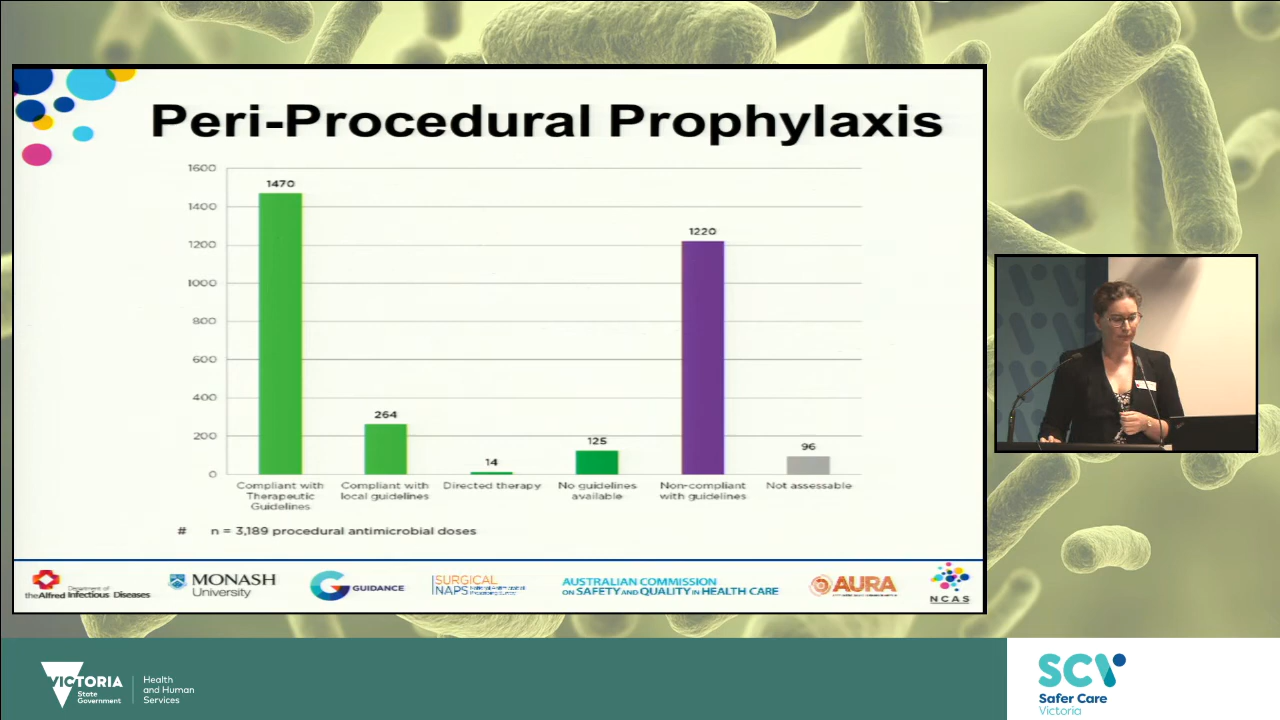 Peri-Procedural Prophylaxis
1600
1400
1200
1000
800
600
400
200
0
1470
264
14
125
1220
96
Compliant with
Therapeutic
Guidelines
Compliant with
local guidelines
Directed therapy
No guidelines
available
Non-compliant
with guidelines
Not assessable
# n = 3,189 procedural antimicrobial doses
Department of
theAlfred Infectious Diseases
MONASH
University
GUIDANCE
SURGICAL
NAPS
AUSTRALIAN COMMISSION
ON SAFETY AND QUALITY IN HEALTH CARE
AURA
NCAS
VICTORIA
State
Government
Health
and Human
Services
SCV
Safer Care
Victoria